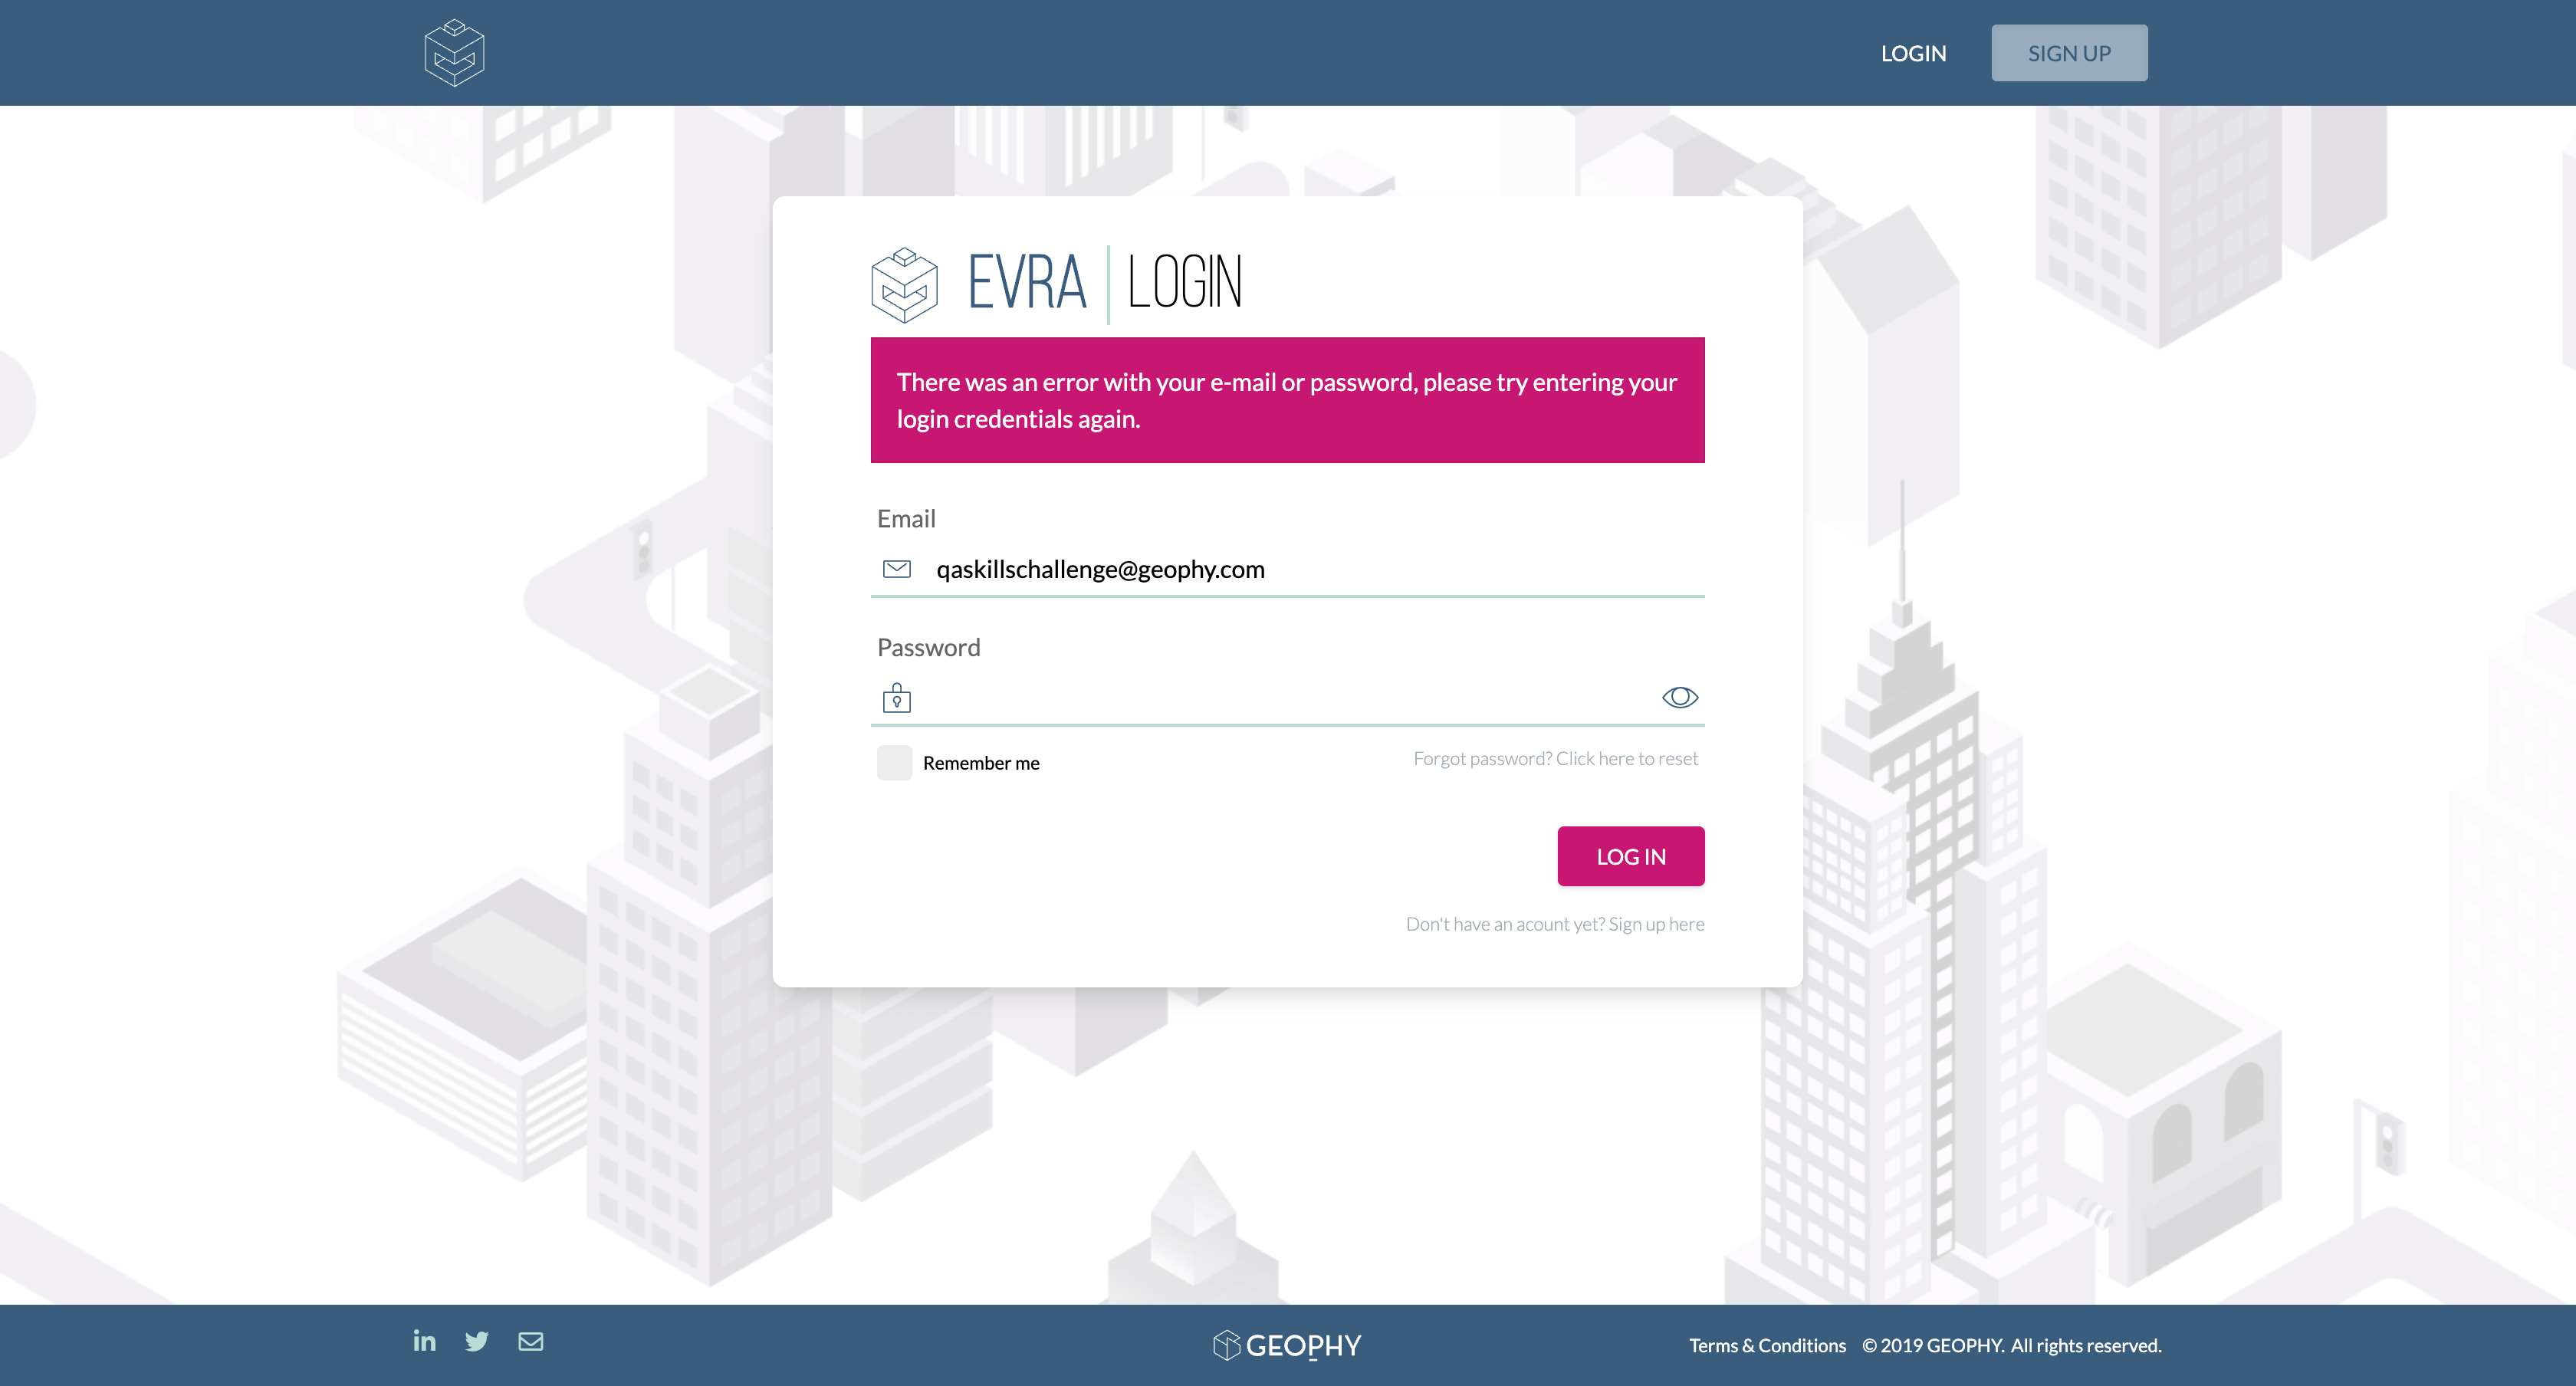 LOGIN
SIGN UP
EVRA
LOGIN
There was an error with your e-mail or password, please try entering your
login credentials again.
Email
qaskillschallenge@geophy.com
Password
Remember me
Forgot password? Click here to reset
LOG IN
Don't have an acount yet? Sign up here
in
GEOPHY
Terms & Conditions
© 2019 GEOPHY. All rights reserved.